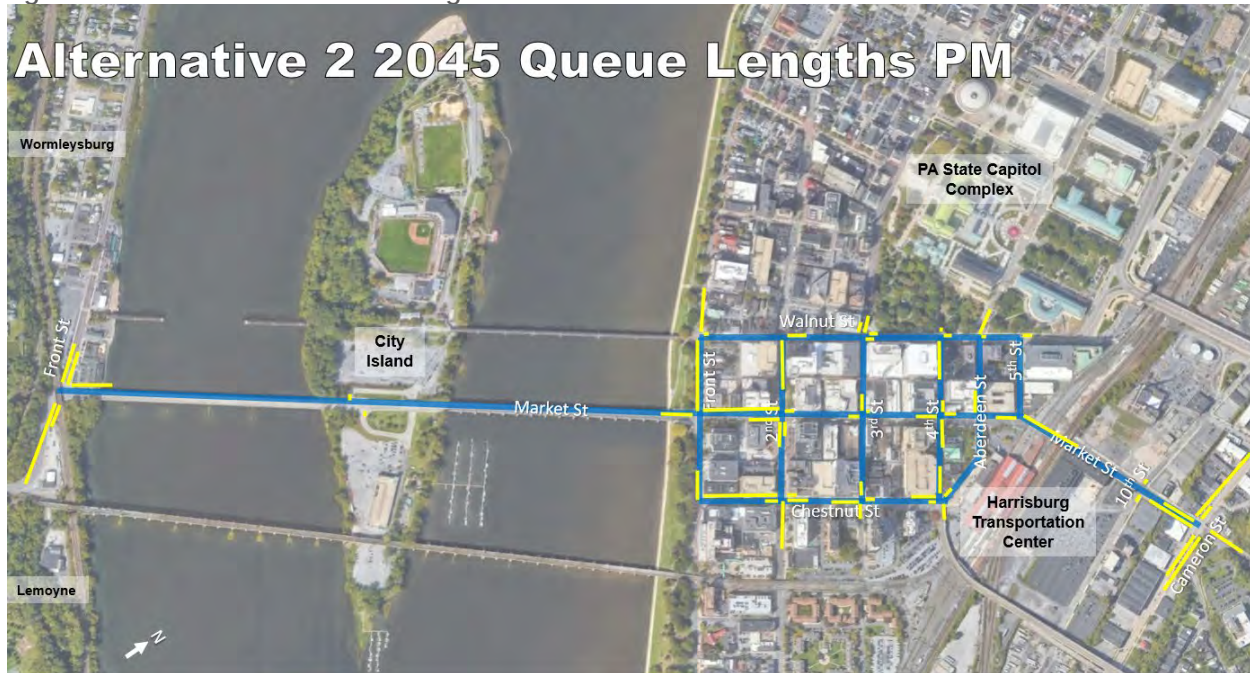 Alternative 2 2045 Queue Lengths PM
Wormleysburg
PA State Capitol
Complex
Front St
City
Island
Walnut St
Market St
Front St
2nd St
3rd St
4th St
Aberdeen St
5th St
Market St
10th St
Chestnut St
Harrisburg
Transportation
Center
Cameron St
Lemoyne
N